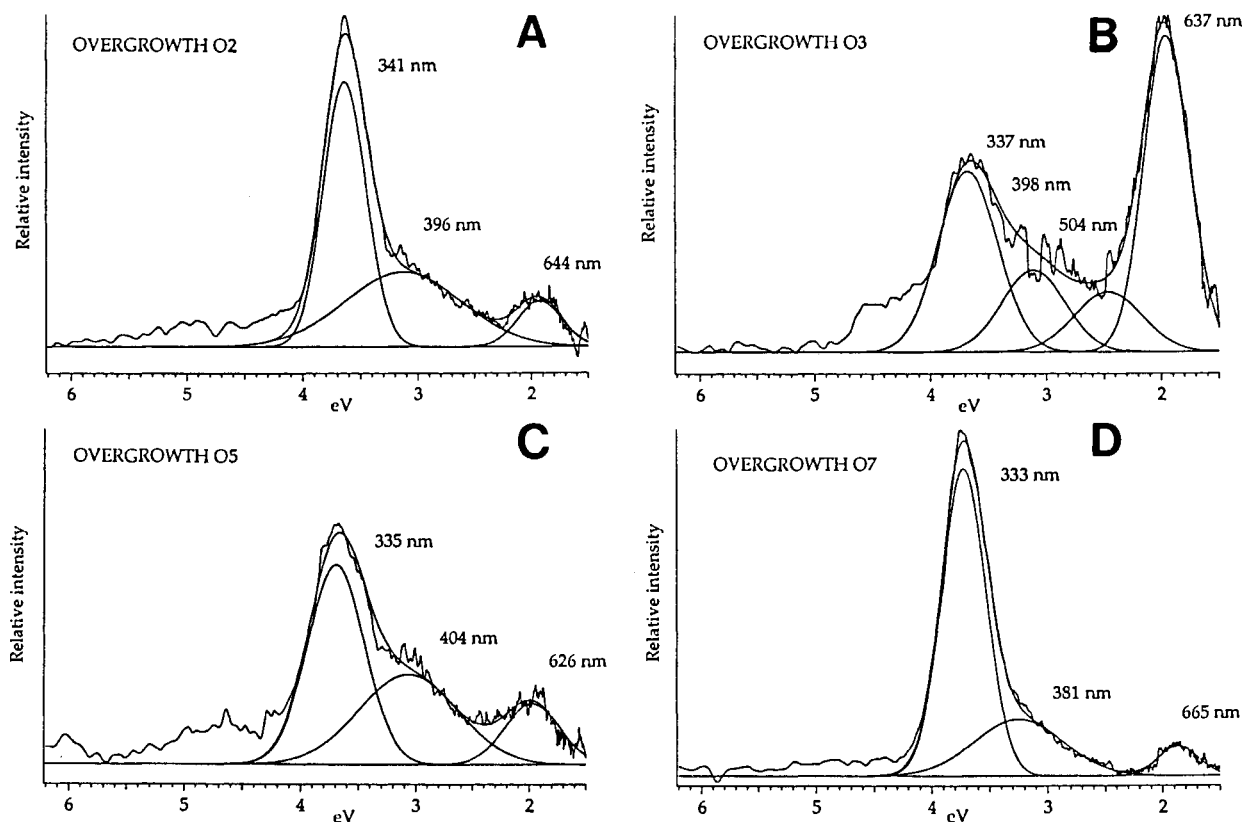 A
OVERGROWTH O2
341 nm
396 nm
644 nm
Relative intensity
6 5 4 3 2
eV
B
637 nm
OVERGROWTH O3
337 nm
398 nm
504 nm
Relative intensity
6 5 4 3 2
eV
C
OVERGROWTH O5
335 nm
404 nm
626 nm
Relative intensity
6 5 4 3 2
eV
D
OVERGROWTH O7
333 nm
381 nm
665 nm
Relative intensity
6 5 4 3 2
eV